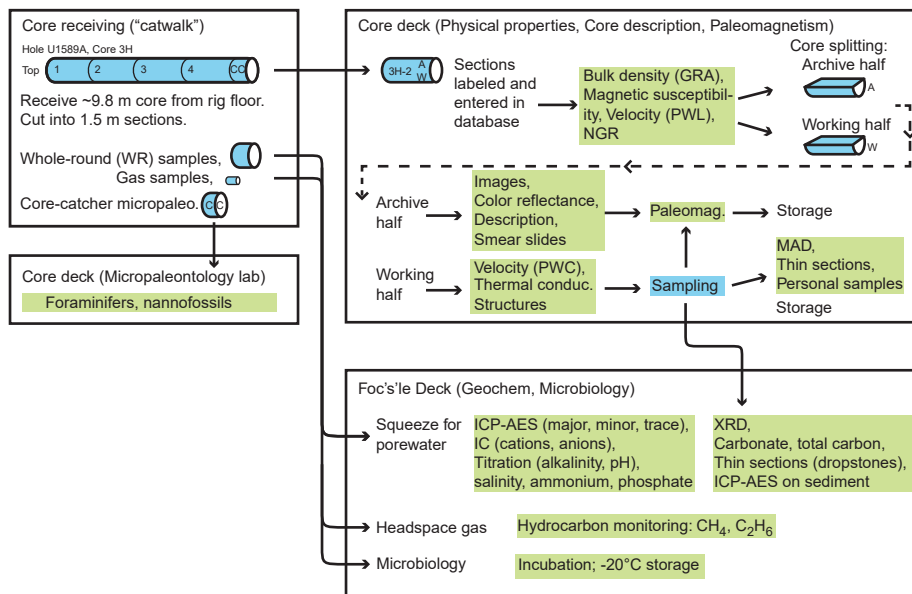 Core receiving (“catwalk”)
Hole U1589A, Core 3H
Top 1 2 3 4 CC
Receive ~9.8 m core from rig floor.
Cut into 1.5 m sections.
Whole-round (WR) samples,
Gas samples,
Core-catcher micropaleo. CC
Core deck (Micropaleontology lab)
Foraminifers, nannofossils
Core deck (Physical properties, Core description, Paleomagnetism)
3H-2 A W
Sections
labeled and
entered in
database
Bulk density (GRA),
Magnetic susceptibil-
ity, Velocity (PWL),
NGR
Core splitting:
Archive half
A
Working half
W
Archive
half
Images,
Color reflectance,
Description,
Smear slides
Paleomag.
Storage
Working
half
Velocity (PWC),
Thermal conduc.
Structures
Sampling
MAD,
Thin sections,
Personal samples
Storage
Foc's'le Deck (Geochem, Microbiology)
Squeeze for
porewater
ICP-AES (major, minor, trace),
IC (cations, anions),
Titration (alkalinity, pH),
salinity, ammonium, phosphate
XRD,
Carbonate, total carbon,
Thin sections (dropstones),
ICP-AES on sediment
Headspace gas
Hydrocarbon monitoring: CH₄, C₂H₆
Microbiology
Incubation; -20°C storage